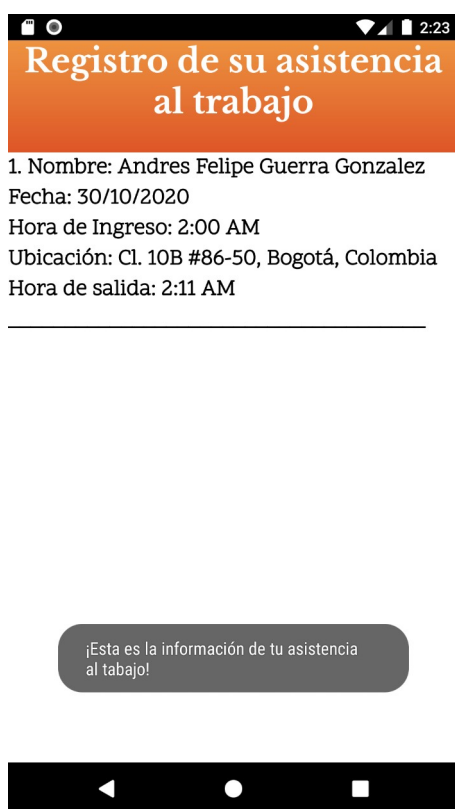 2:23
Registro de su asistencia
al trabajo
1. Nombre: Andres Felipe Guerra Gonzalez
Fecha: 30/10/2020
Hora de Ingreso: 2:00 AM
Ubicación: Cl. 10B #86-50, Bogotá, Colombia
Hora de salida: 2:11 AM
¡Esta es la información de tu asistencia
al tabajo!